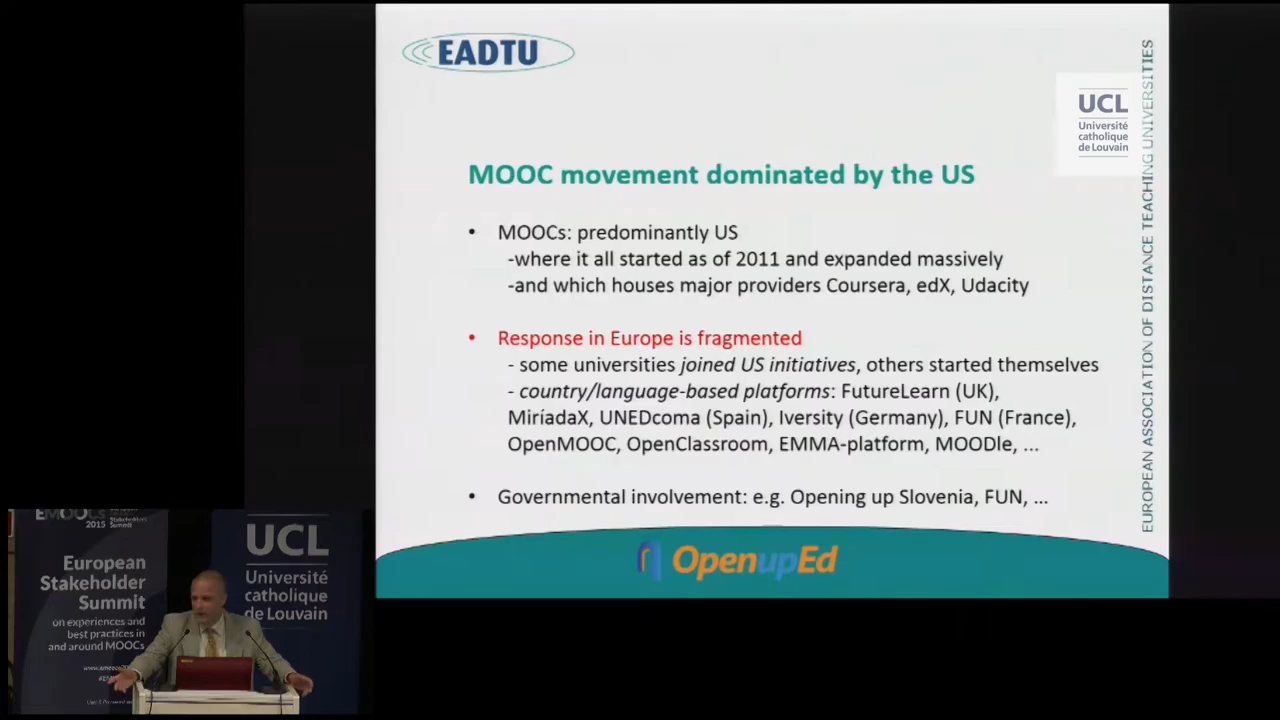 EADTU
UCL
Université
catholique
de Louvain
EUROPEAN ASSOCIATION OF DISTANCE TEACHING UNIVERSITIES
MOOC movement dominated by the US
• MOOCs: predominantly US
-where it all started as of 2011 and expanded massively
-and which houses major providers Coursera, edX, Udacity
• Response in Europe is fragmented
- some universities joined US initiatives, others started themselves
- country/language-based platforms: FutureLearn (UK),
MiríadaX, UNEDcoma (Spain), Iversity (Germany), FUN (France),
OpenMOOC, OpenClassroom, EMMA-platform, MOODle, ...
• Governmental involvement: e.g. Opening up Slovenia, FUN, ...
OpenupEd
EMOOCs
2015
European
Stakeholder
Summit
on experiences and
best practices in
and around MOOCs
UCL
Université
catholique
de Louvain